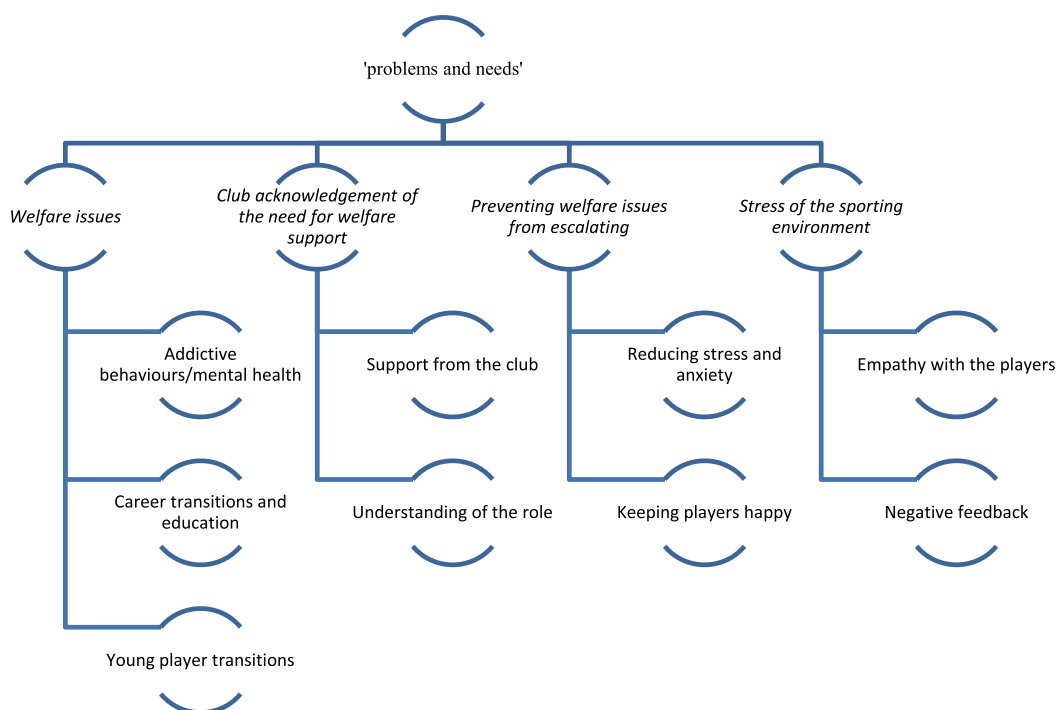 'problems and needs'
Welfare issues
Club acknowledgement of
the need for welfare
support
Preventing welfare issues
from escalating
Stress of the sporting
environment
Addictive
behaviours/mental health
Support from the club
Reducing stress and
anxiety
Empathy with the players
Career transitions and
education
Understanding of the role
Keeping players happy
Negative feedback
Young player transitions